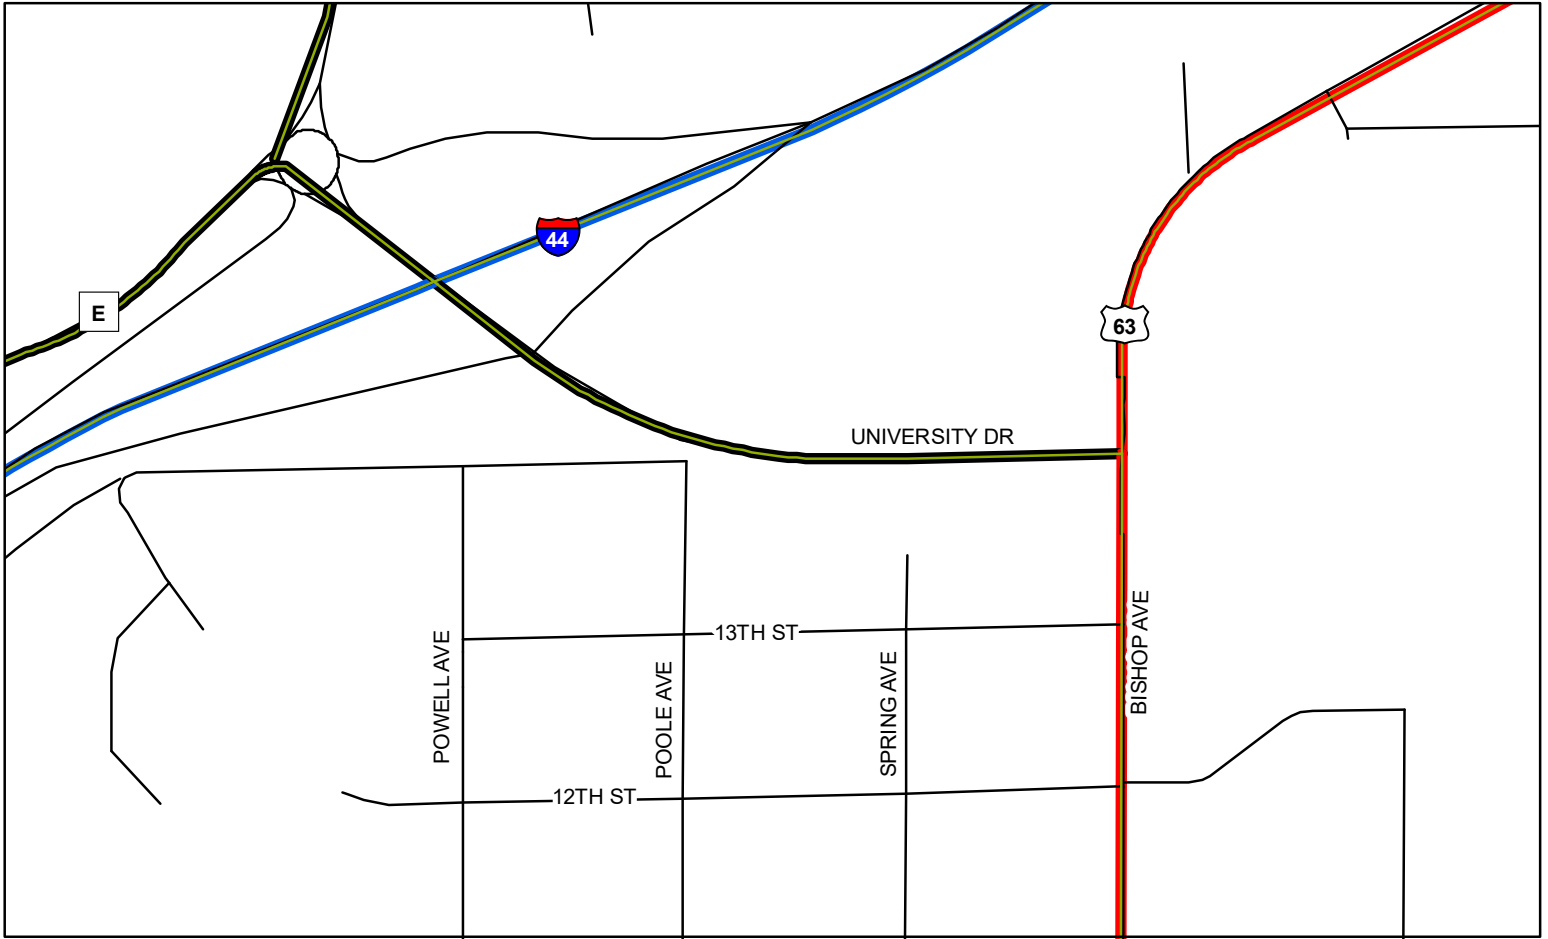 44
E
63
UNIVERSITY DR
13TH ST
POWELL AVE
POOLE AVE
SPRING AVE
BISHOP AVE
12TH ST